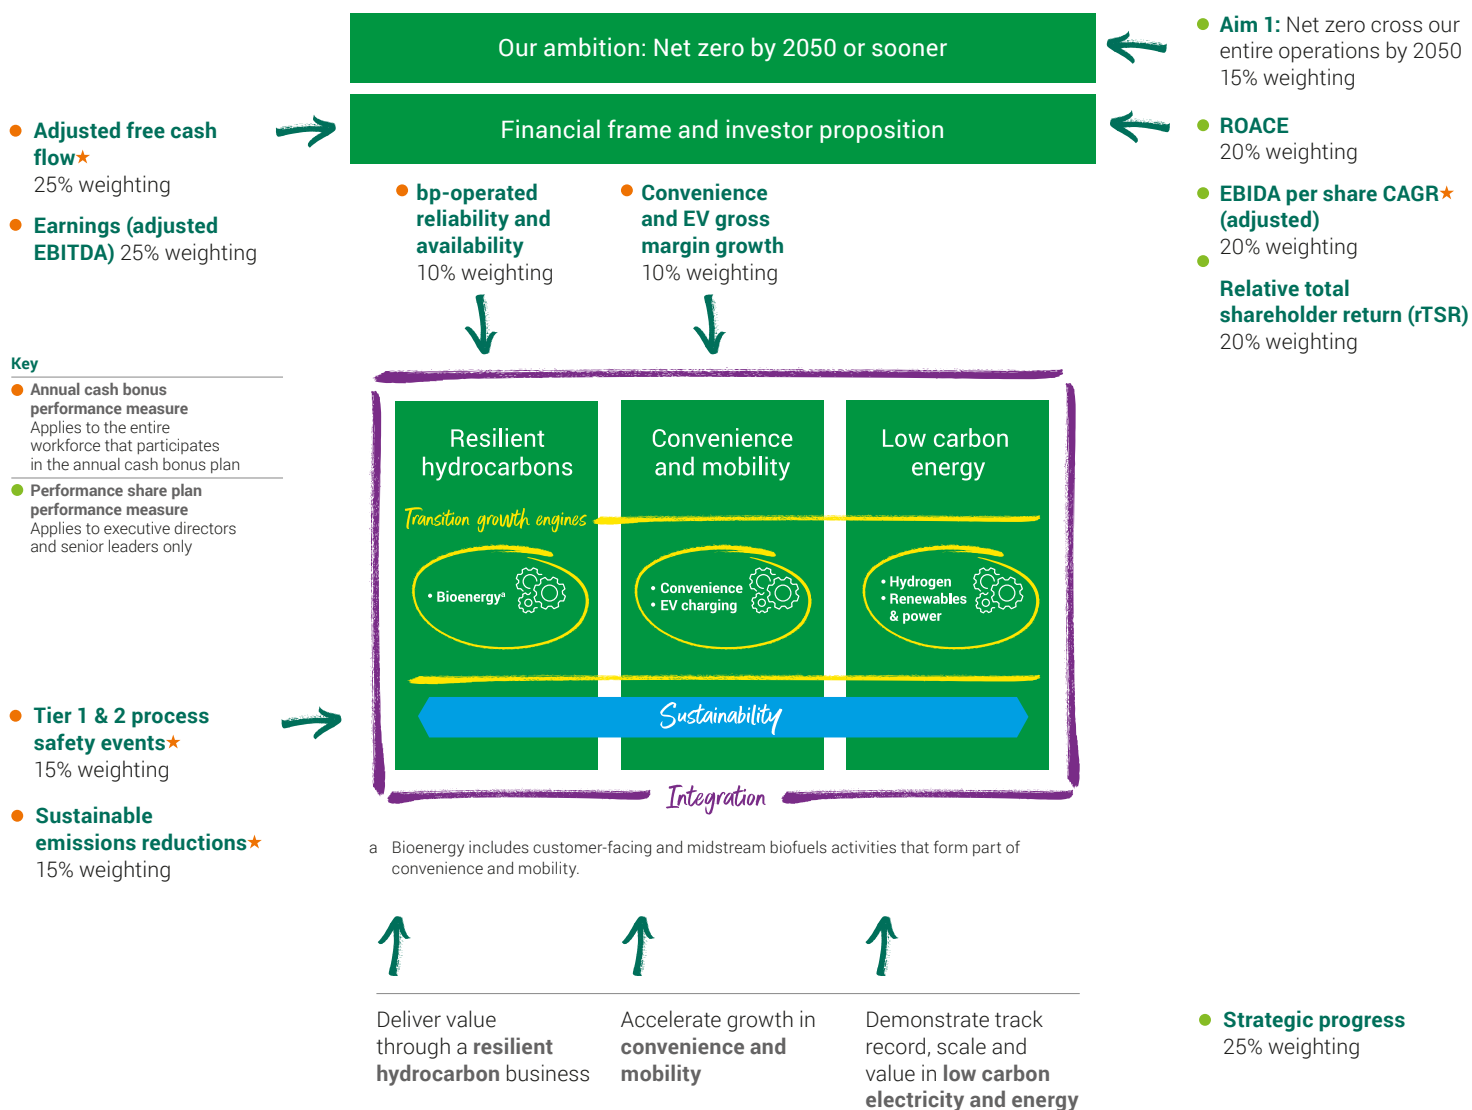 Our ambition: Net zero by 2050 or sooner
Aim 1: Net zero cross our
entire operations by 2050
15% weighting
Financial frame and investor proposition
Adjusted free cash
flow★
25% weighting
Earnings (adjusted
EBITDA) 25% weighting
ROACE
20% weighting
EBIDA per share CAGR★
(adjusted)
20% weighting
Relative total
shareholder return (rTSR)
20% weighting
bp-operated
reliability and
availability
10% weighting
Convenience
and EV gross
margin growth
10% weighting
Key
Annual cash bonus
performance measure
Applies to the entire
workforce that participates
in the annual cash bonus plan
Performance share plan
performance measure
Applies to executive directors
and senior leaders only
Resilient
hydrocarbons
Convenience
and mobility
Low carbon
energy
Transition growth engines
• Bioenergyª
• Convenience
• EV charging
• Hydrogen
• Renewables
& power
Sustainability
Integration
Tier 1 & 2 process
safety events★
15% weighting
Sustainable
emissions reductions★
15% weighting
a Bioenergy includes customer-facing and midstream biofuels activities that form part of
convenience and mobility.
Deliver value
through a resilient
hydrocarbon business
Accelerate growth in
convenience and
mobility
Demonstrate track
record, scale and
value in low carbon
electricity and energy
Strategic progress
25% weighting